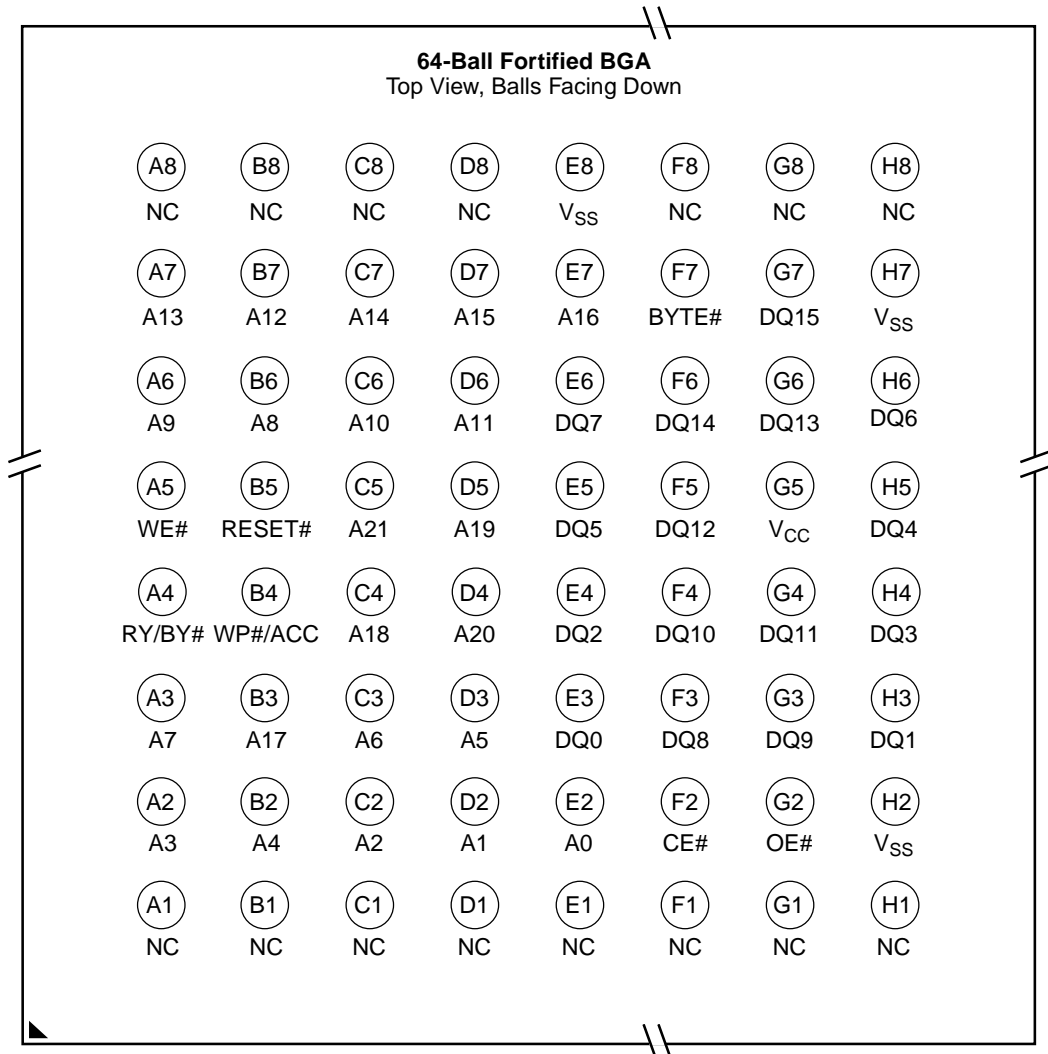 64-Ball Fortified BGA
Top View, Balls Facing Down
A8 B8 C8 D8 E8 F8 G8 H8
NC NC NC NC VSS NC NC NC
A7 B7 C7 D7 E7 F7 G7 H7
A13 A12 A14 A15 A16 BYTE# DQ15 VSS
A6 B6 C6 D6 E6 F6 G6 H6
A9 A8 A10 A11 DQ7 DQ14 DQ13 DQ6
A5 B5 C5 D5 E5 F5 G5 H5
WE# RESET# A21 A19 DQ5 DQ12 VCC DQ4
A4 B4 C4 D4 E4 F4 G4 H4
RY/BY# WP#/ACC A18 A20 DQ2 DQ10 DQ11 DQ3
A3 B3 C3 D3 E3 F3 G3 H3
A7 A17 A6 A5 DQ0 DQ8 DQ9 DQ1
A2 B2 C2 D2 E2 F2 G2 H2
A3 A4 A2 A1 A0 CE# OE# VSS
A1 B1 C1 D1 E1 F1 G1 H1
NC NC NC NC NC NC NC NC